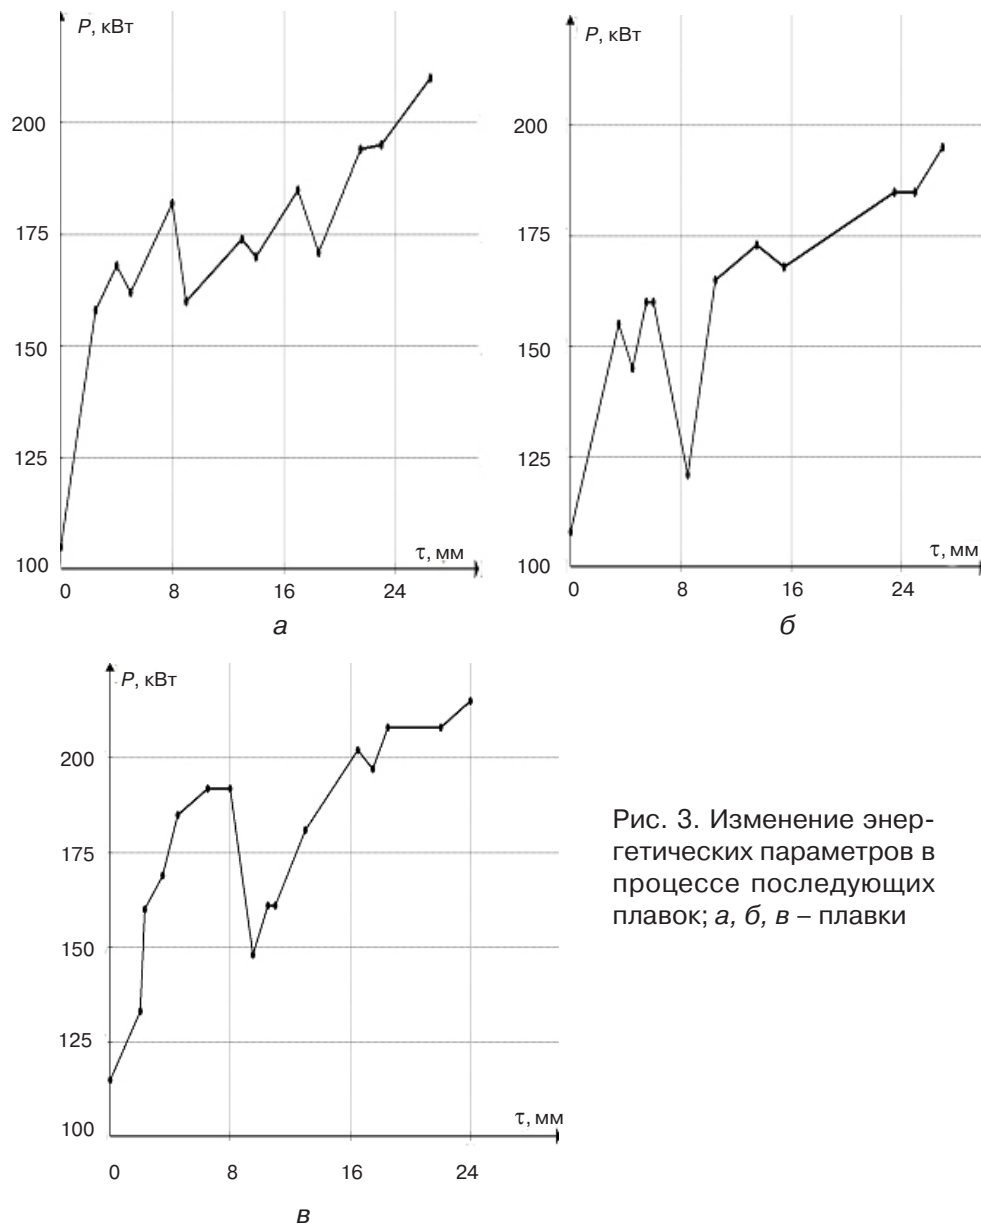 P, кВт
200
175
150
125
100
τ, мм
0 8 16 24
а
P, кВт
200
175
150
125
100
τ, мм
0 8 16 24
б
P, кВт
200
175
150
125
100
τ, мм
0 8 16 24
в
Рис. 3. Изменение энер-
гетических параметров в
процессе последующих
плавок; а, б, в – плавки